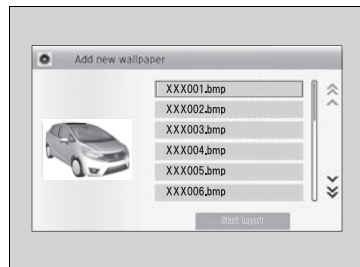 Add new wallpaper
XXX001.bmp
XXX002.bmp
XXX003.bmp
XXX004.bmp
XXX005.bmp
XXX006.bmp
Start Import